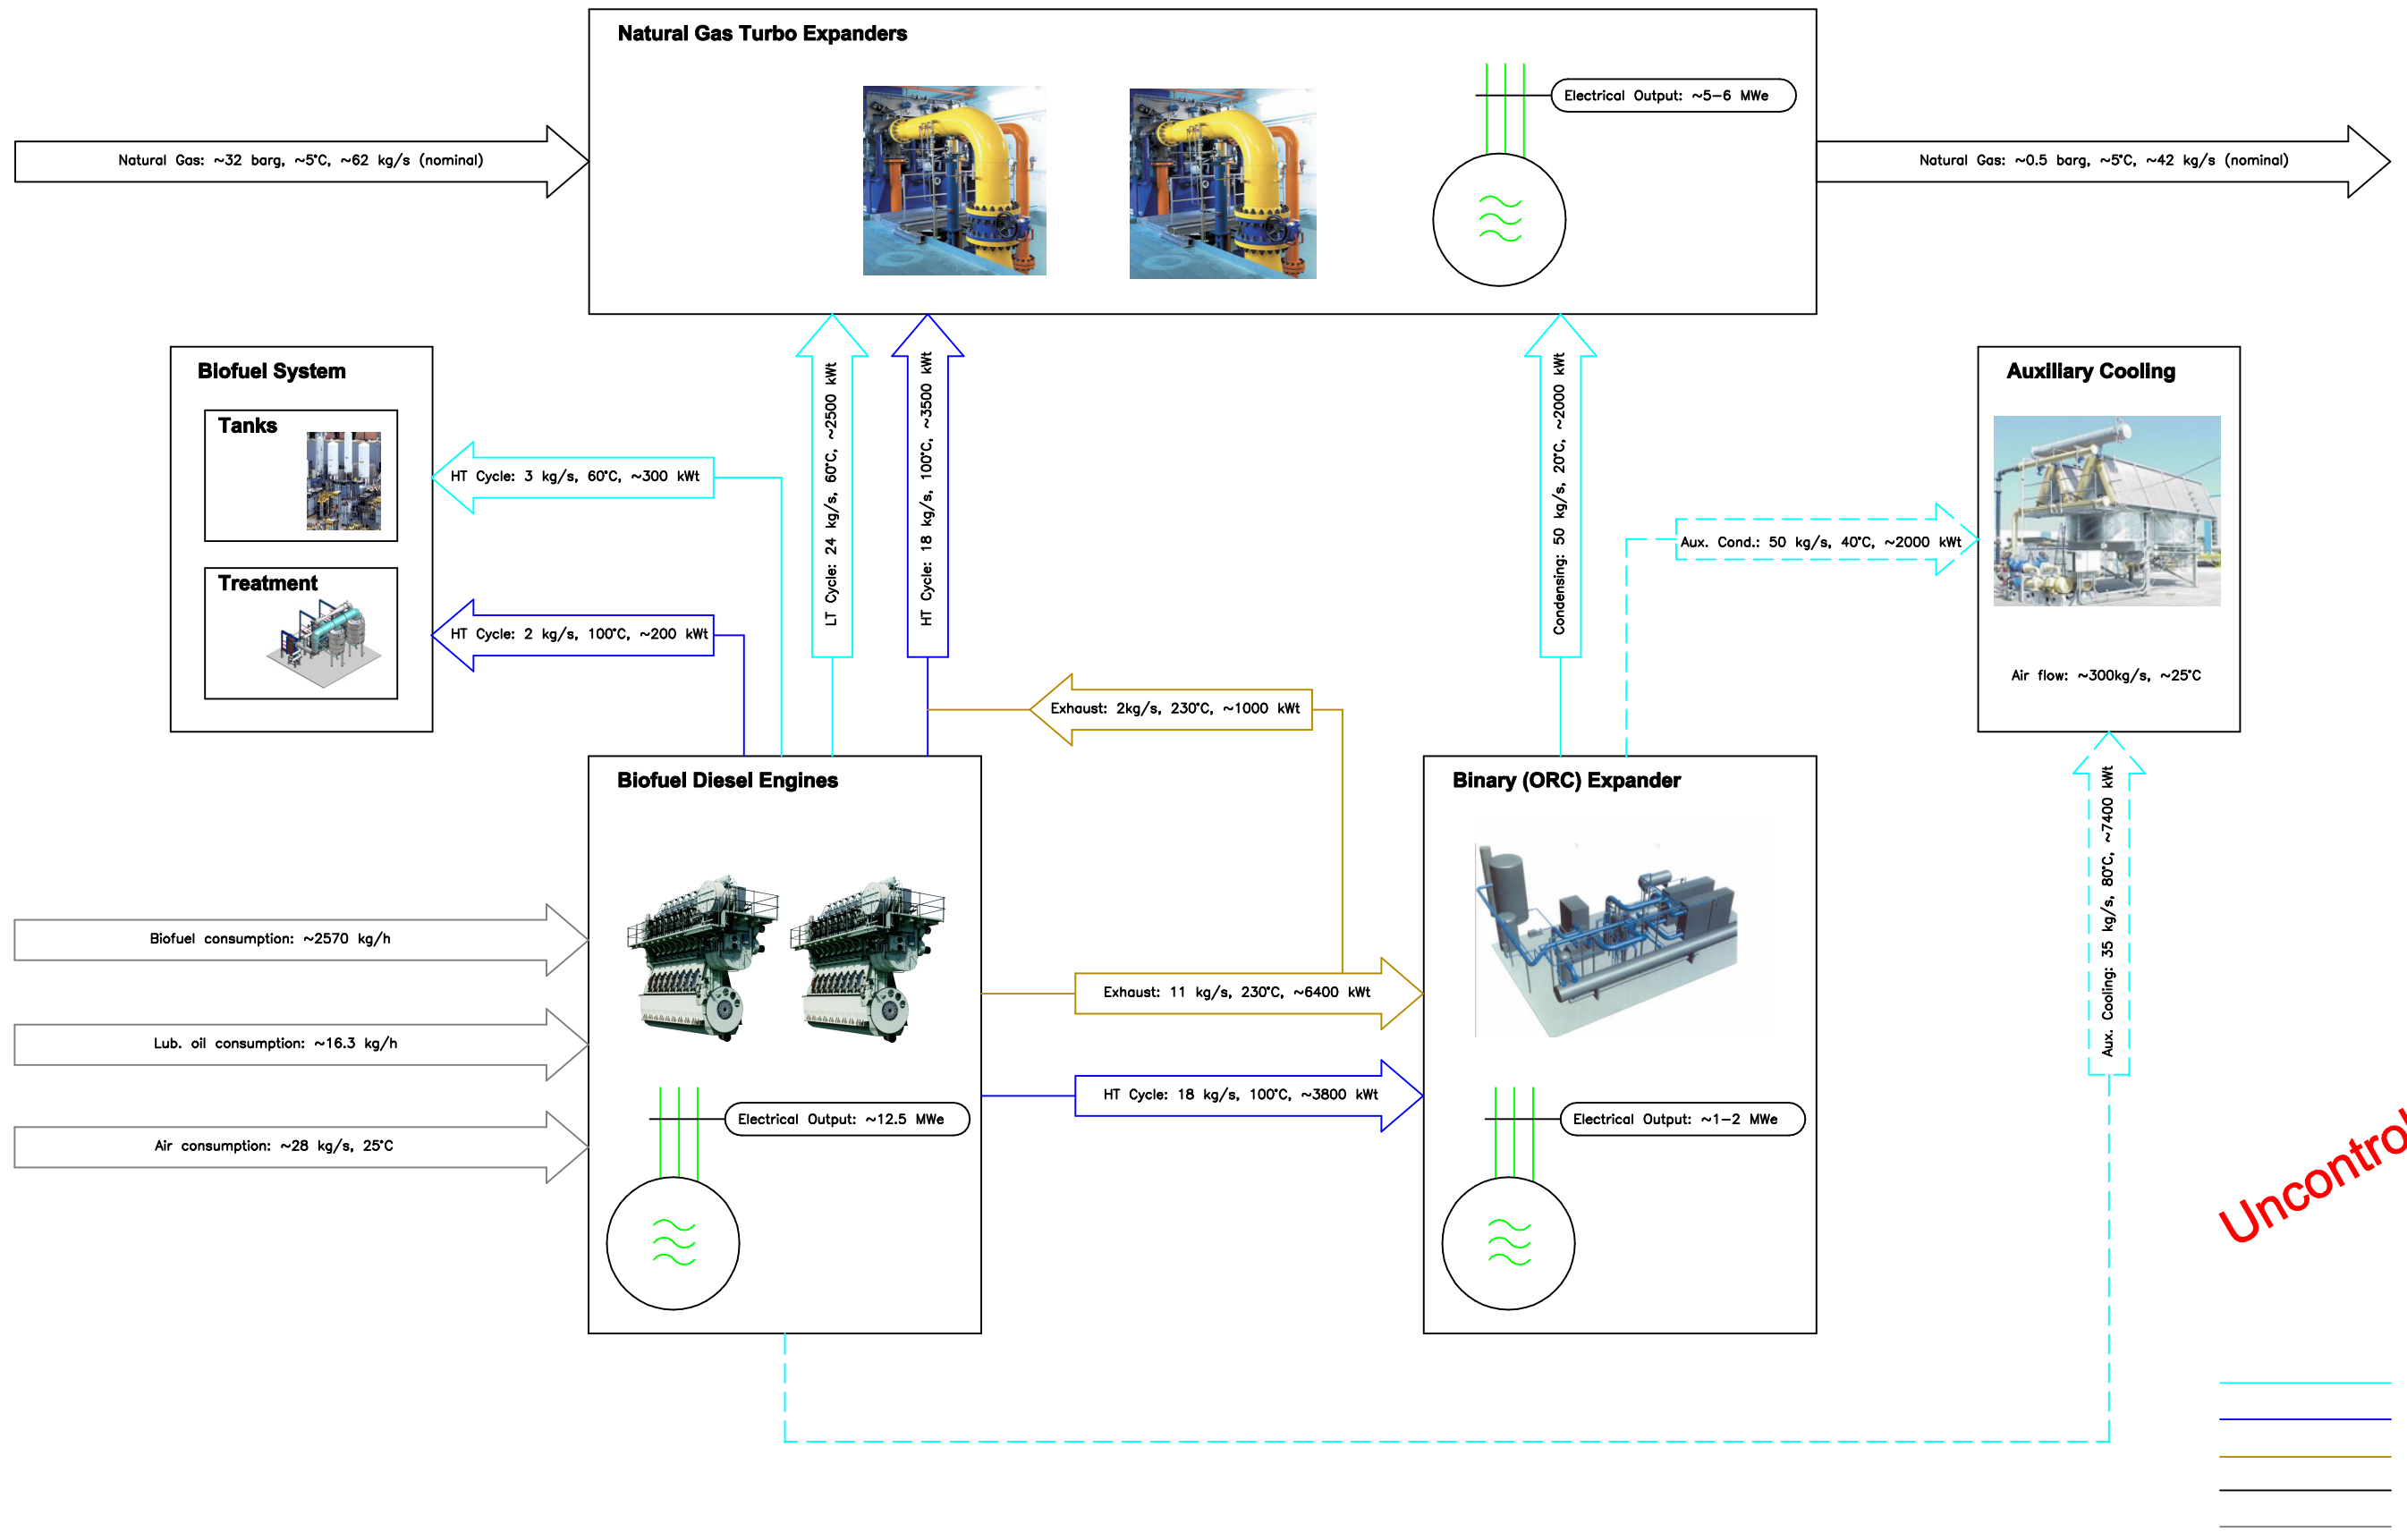 Natural Gas Turbo Expanders
Electrical Output: ~5-6 MWe
Natural Gas: ~32 barg, ~5°C, ~62 kg/s (nominal)
Natural Gas: ~0.5 barg, ~5°C, ~42 kg/s (nominal)
Biofuel System
Tanks
Treatment
HT Cycle: 3 kg/s, 60°C, ~300 kWt
HT Cycle: 2 kg/s, 100°C, ~200 kWt
LT Cycle: 24 kg/s, 60°C, ~2500 kWt
HT Cycle: 18 kg/s, 100°C, ~3500 kWt
Condensing: 50 kg/s, 20°C, ~2000 kWt
Aux. Cond.: 50 kg/s, 40°C, ~2000 kWt
Auxiliary Cooling
Air flow: ~300kg/s, ~25°C
Exhaust: 2kg/s, 230°C, ~1000 kWt
Biofuel Diesel Engines
Binary (ORC) Expander
Biofuel consumption: ~2570 kg/h
Lub. oil consumption: ~16.3 kg/h
Air consumption: ~28 kg/s, 25°C
Exhaust: 11 kg/s, 230°C, ~6400 kWt
HT Cycle: 18 kg/s, 100°C, ~3800 kWt
Electrical Output: ~12.5 MWe
Electrical Output: ~1-2 MWe
Aux. Cooling: 35 kg/s, 80°C, ~7400 kWt
Uncontrol